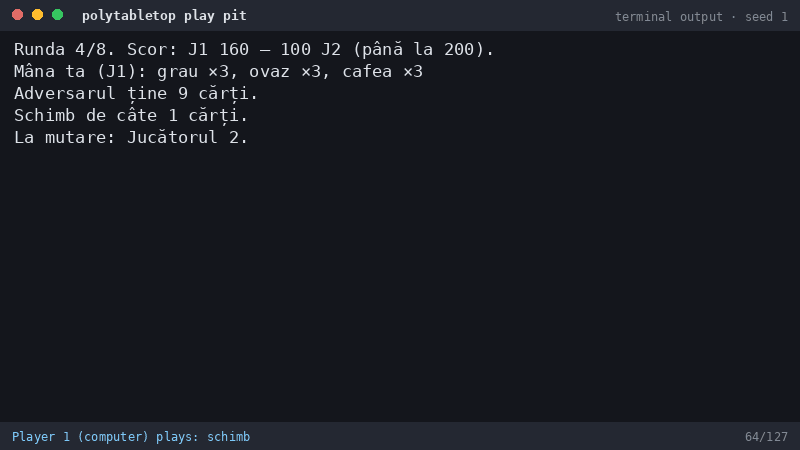 polytabletop play pit
terminal output · seed 1
Runda 4/8. Scor: J1 160 — 100 J2 (până la 200).
Mâna ta (J1): grau ×3, ovaz ×3, cafea ×3
Adversarul ține 9 cărți.
Schimb de câte 1 cărți.
La mutare: Jucătorul 2.
Player 1 (computer) plays: schimb
64/127